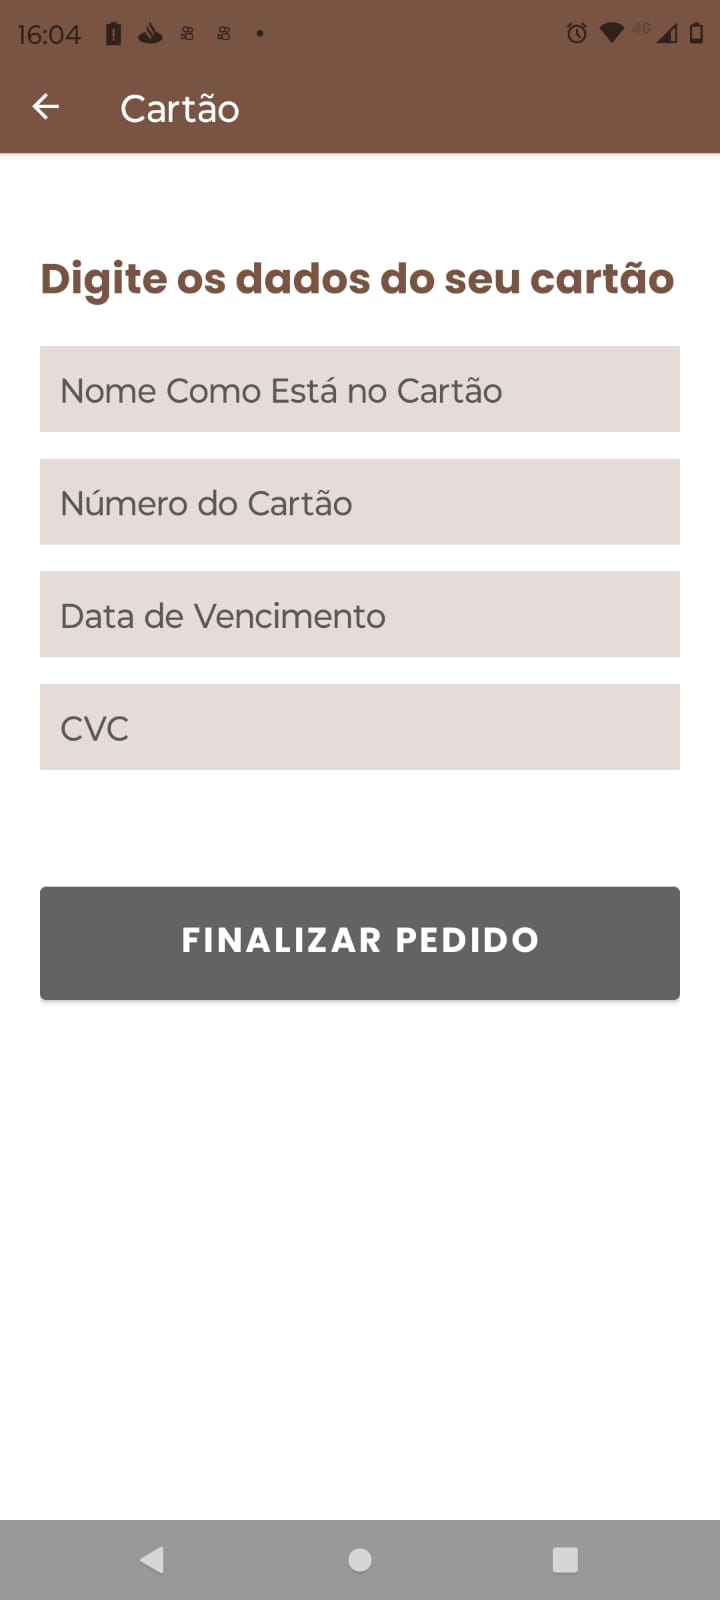 16:04
4G
Cartão
Digite os dados do seu cartão
Nome Como Está no Cartão
Número do Cartão
Data de Vencimento
CVC
FINALIZAR PEDIDO